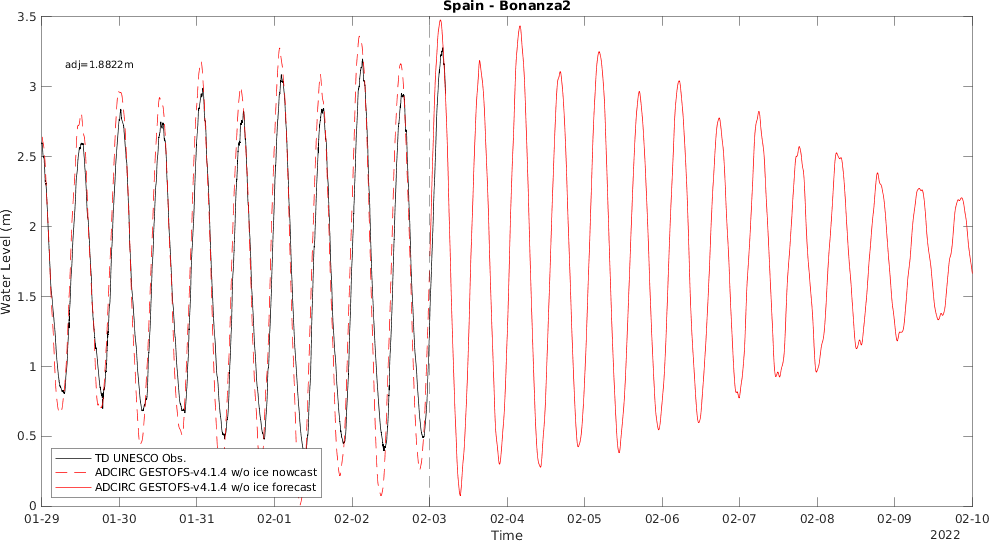 Spain - Bonanza2
adj=1.8822m
Water Level (m)
3.5
3
2.5
2
1.5
1
0.5
0
TD UNESCO Obs.
ADCIRC GESTOFS-v4.1.4 w/o ice nowcast
ADCIRC GESTOFS-v4.1.4 w/o ice forecast
01-29 01-30 01-31 02-01 02-02 02-03 02-04 02-05 02-06 02-07 02-08 02-09 02-10
Time
2022